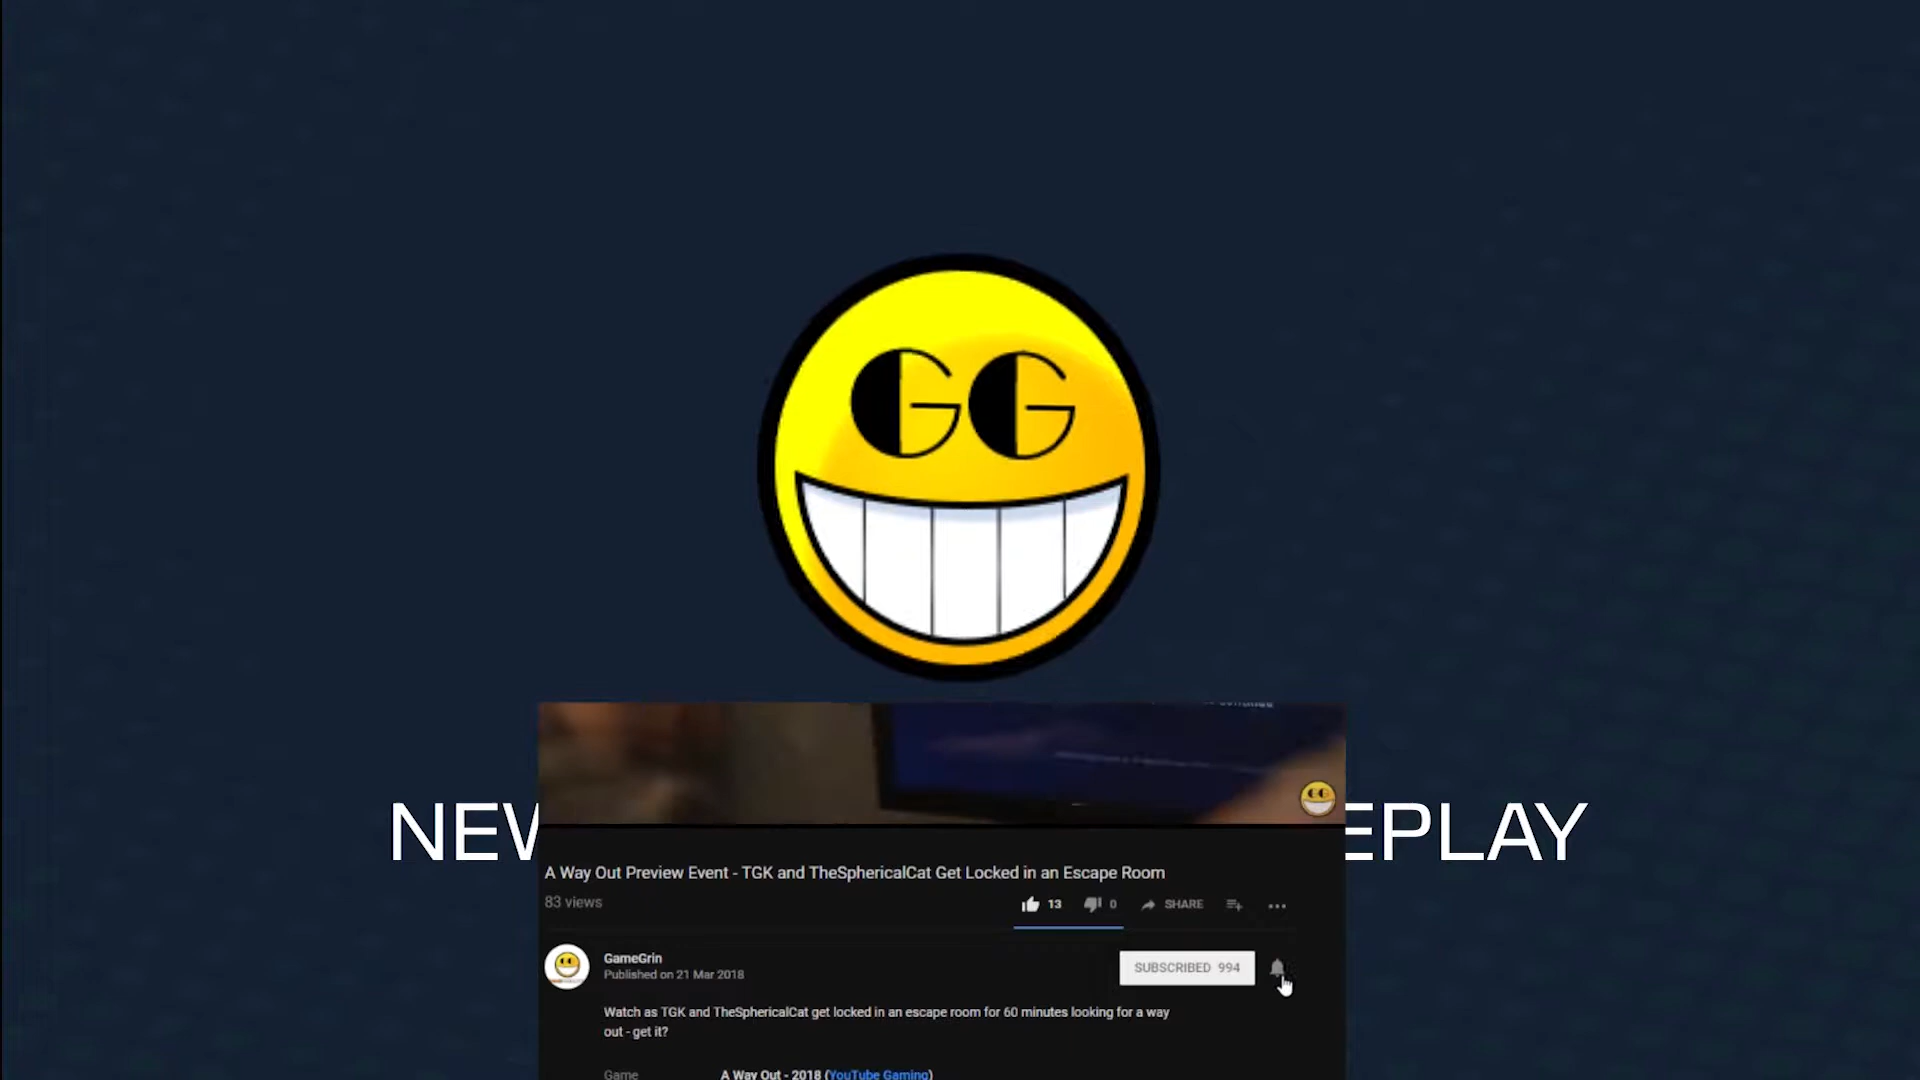 GG
GG
NEW
EPLAY
A Way Out Preview Event - TGK and TheSphericalCat Get Locked in an Escape Room
83 views
13 0 SHARE
GameGrin
Published on 21 Mar 2018
SUBSCRIBED 994
Watch as TGK and TheSphericalCat get locked in an escape room for 60 minutes looking for a way
out - get it?
Game A Way Out - 2018 (YouTube Gaming)